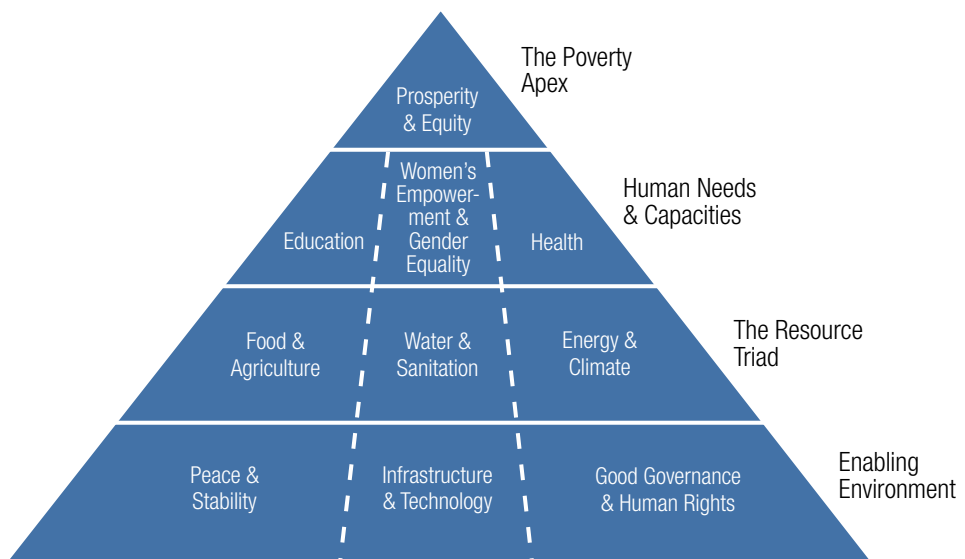 The Poverty
Apex
Prosperity
& Equity
Human Needs
& Capacities
Education
Women's
Empower-
ment &
Gender
Equality
Health
The Resource
Triad
Food &
Agriculture
Water &
Sanitation
Energy &
Climate
Enabling
Environment
Peace &
Stability
Infrastructure
& Technology
Good Governance
& Human Rights